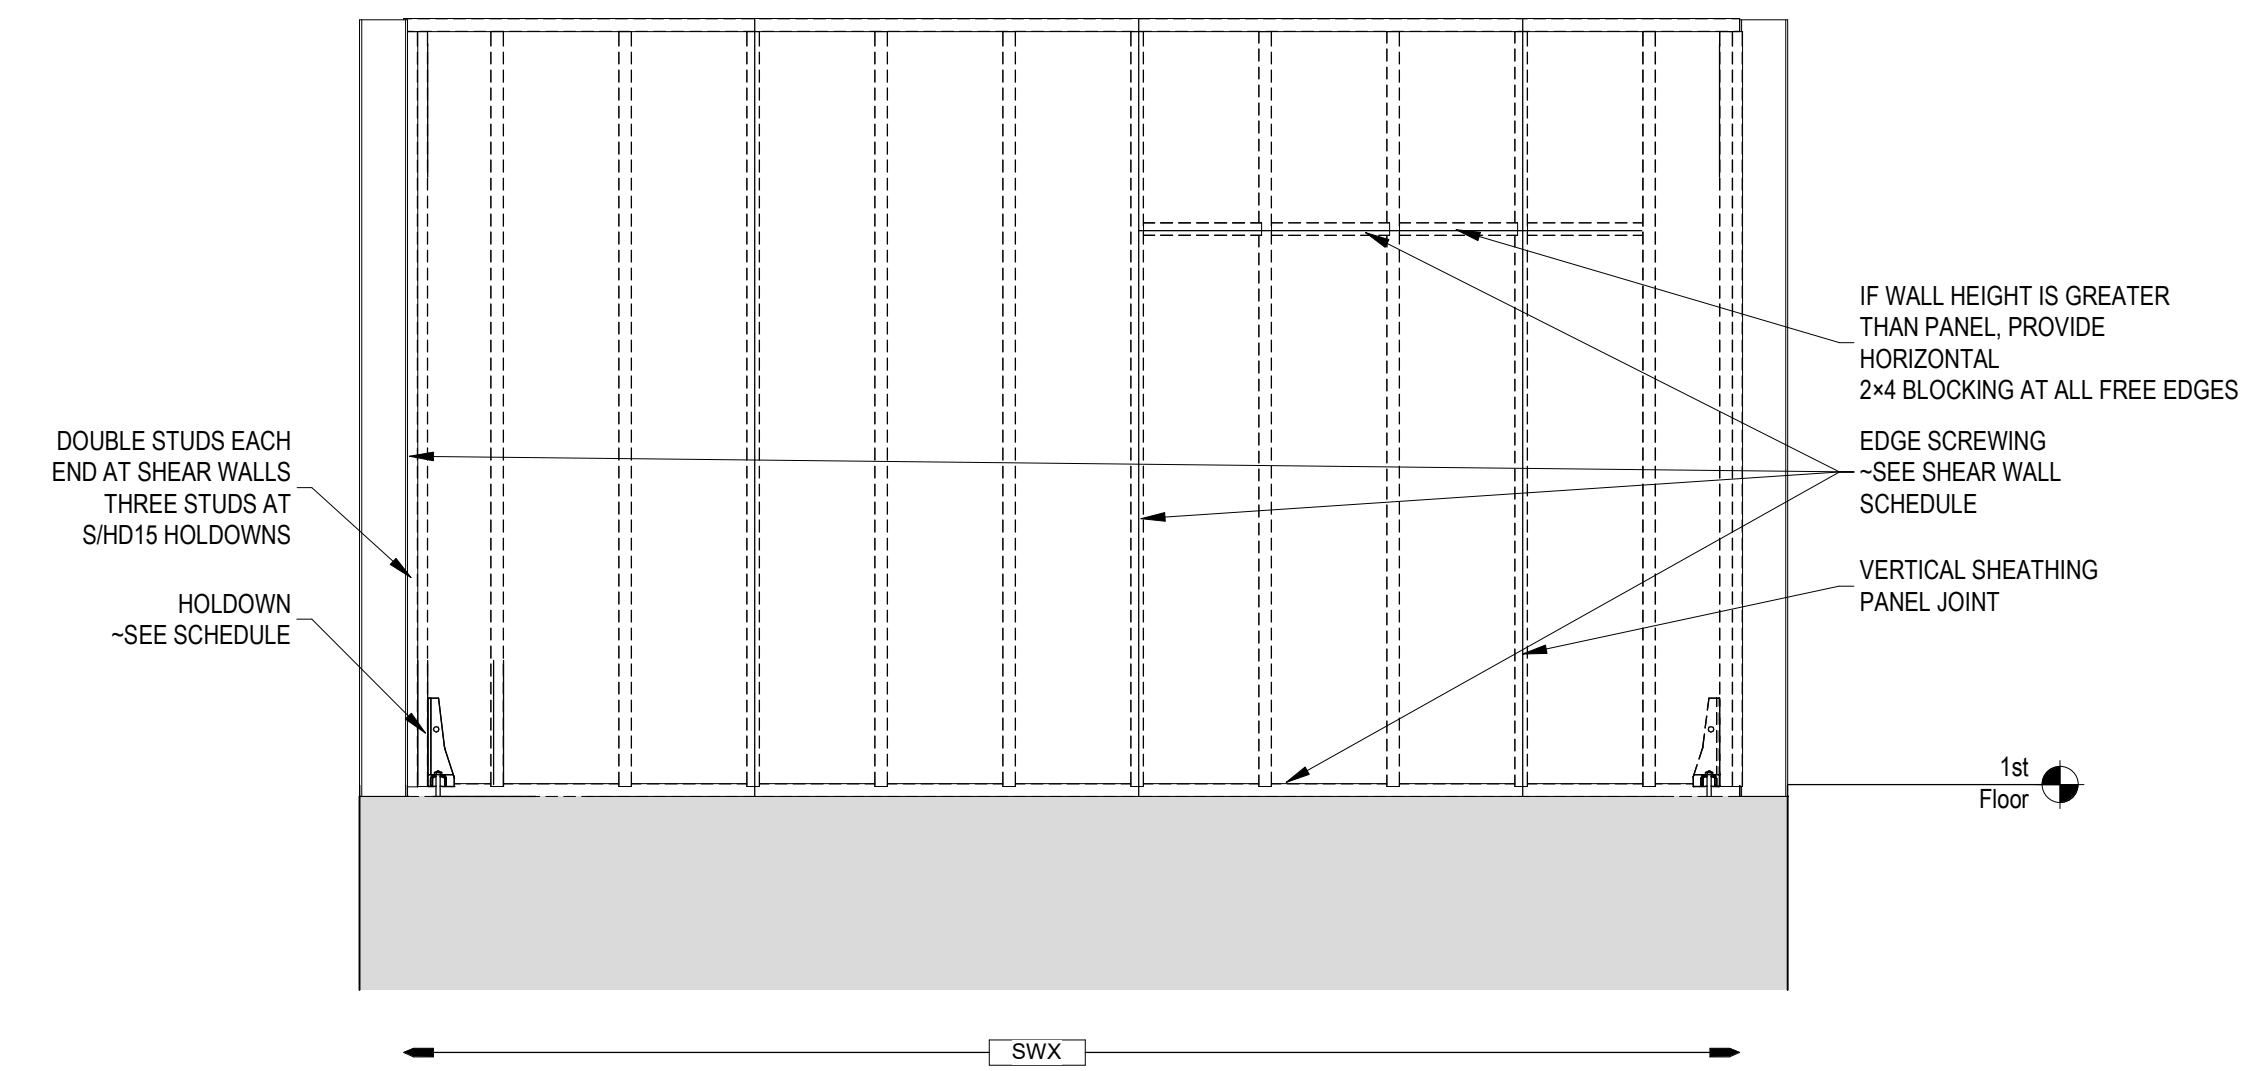 DOUBLE STUDS EACH
END AT SHEAR WALLS
THREE STUDS AT
S/HD15 HOLDOWNS
HOLDOWN
~SEE SCHEDULE
IF WALL HEIGHT IS GREATER
THAN PANEL, PROVIDE
HORIZONTAL
2×4 BLOCKING AT ALL FREE EDGES
EDGE SCREWING
~SEE SHEAR WALL
SCHEDULE
VERTICAL SHEATHING
PANEL JOINT
1st
Floor
SWX